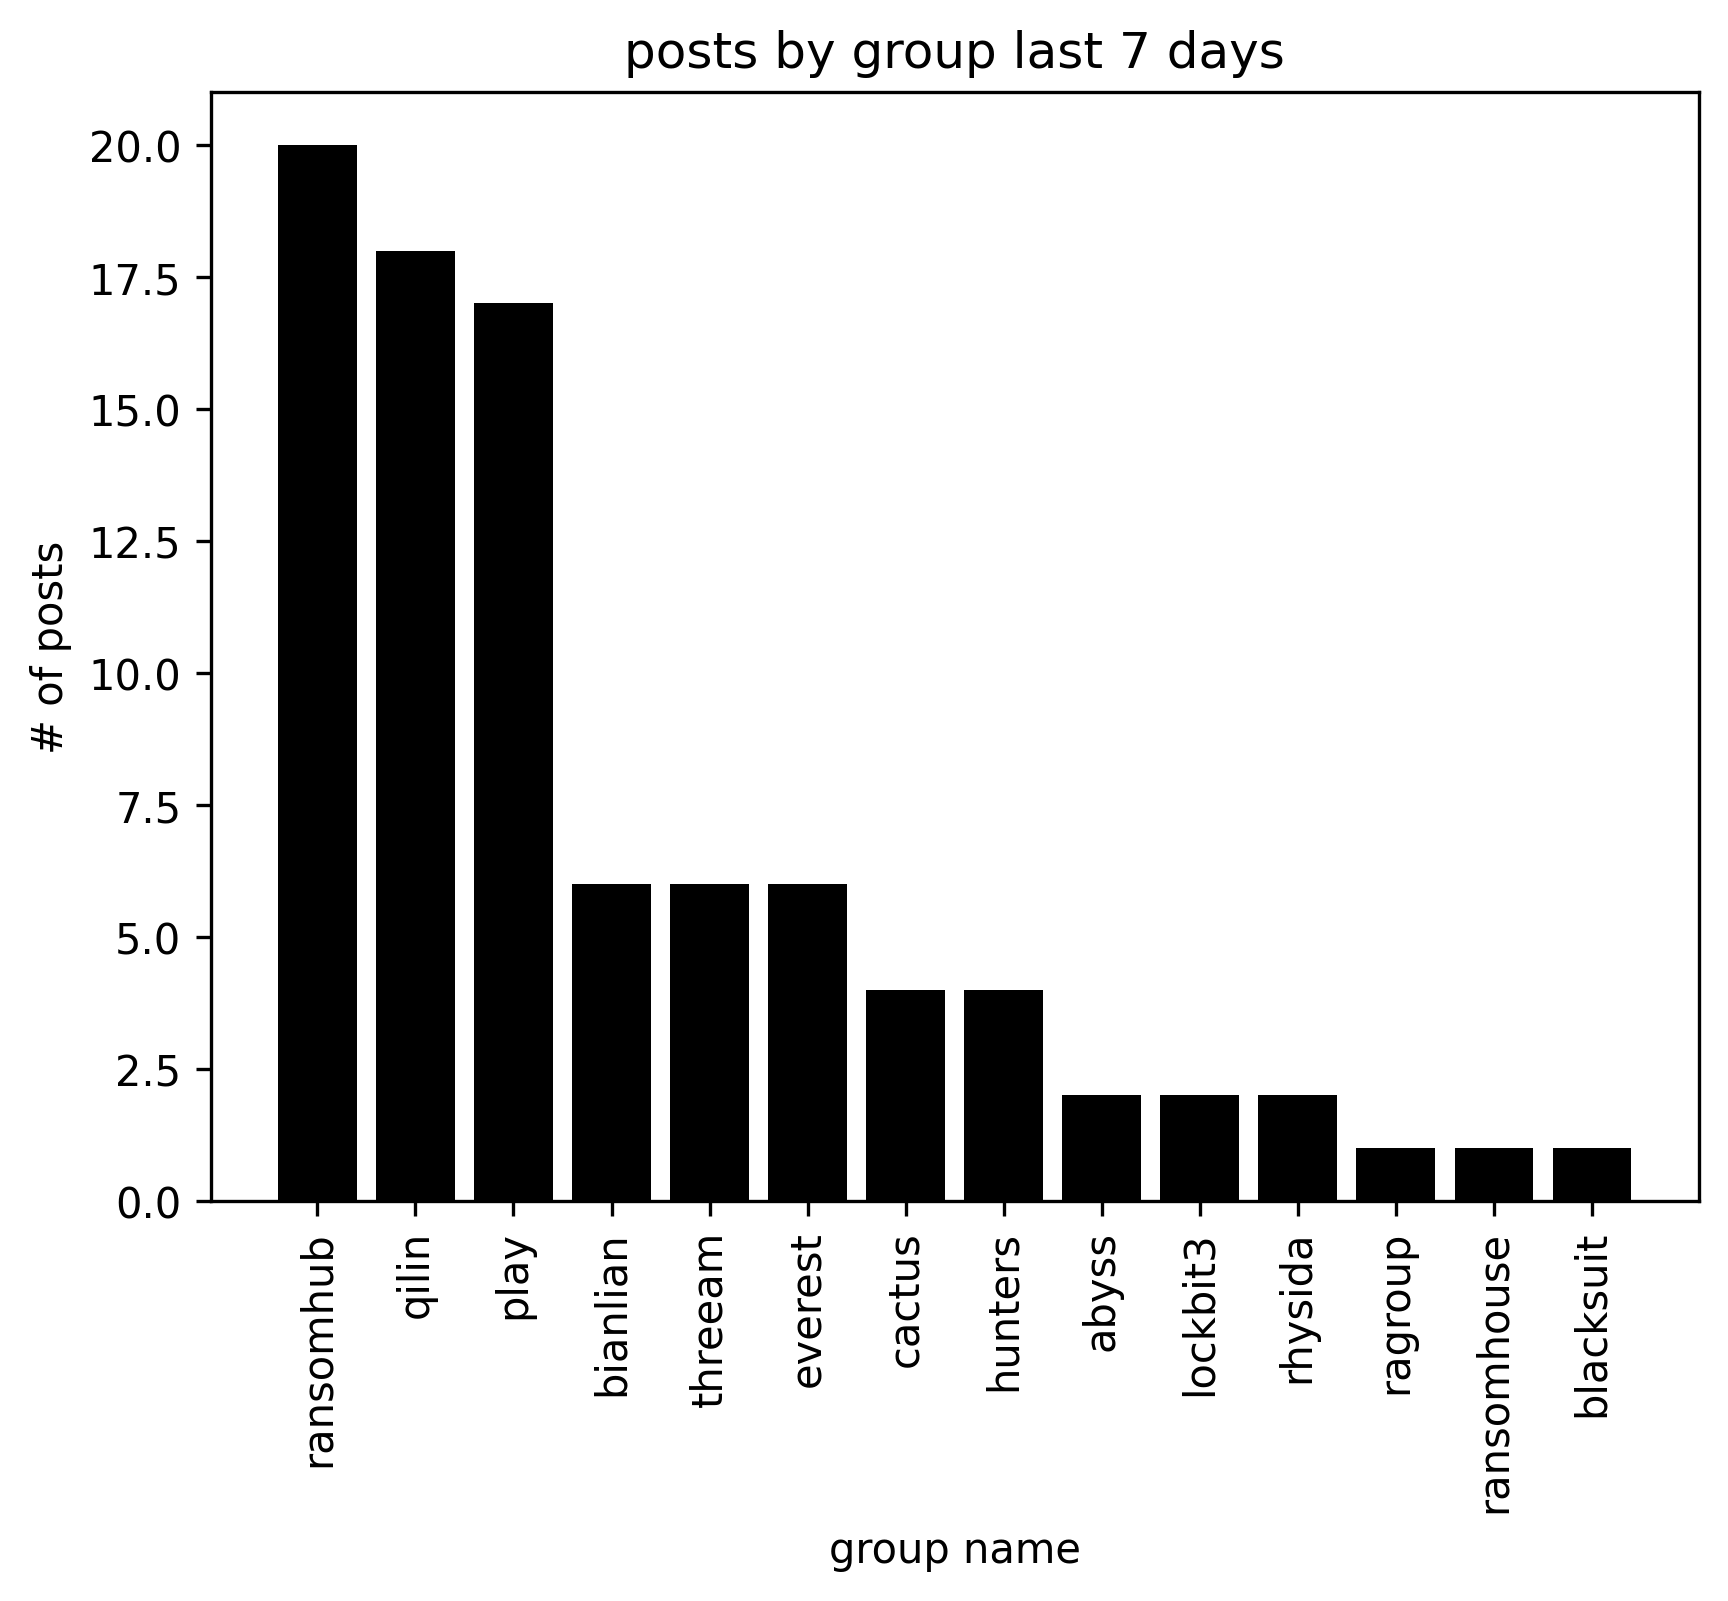 posts by group last 7 days
# of posts
20.0
17.5
15.0
12.5
10.0
7.5
5.0
2.5
0.0
ransomhub
qilin
play
bianlian
threeam
everest
cactus
hunters
abyss
lockbit3
rhysida
ragroup
ransomhouse
blacksuit
group name